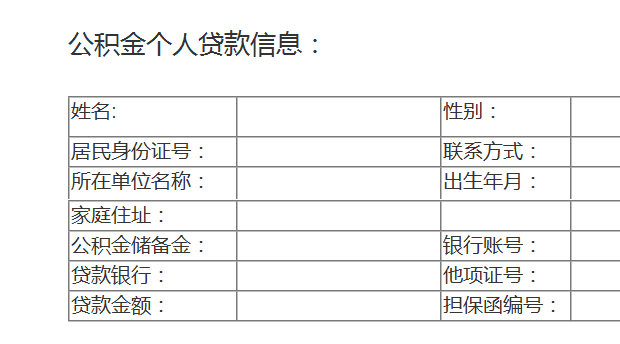 公积金个人贷款信息：
姓名: 性别：
居民身份证号： 联系方式：
所在单位名称： 出生年月：
家庭住址：
公积金储备金： 银行账号：
贷款银行： 他项证号：
贷款金额： 担保函编号：